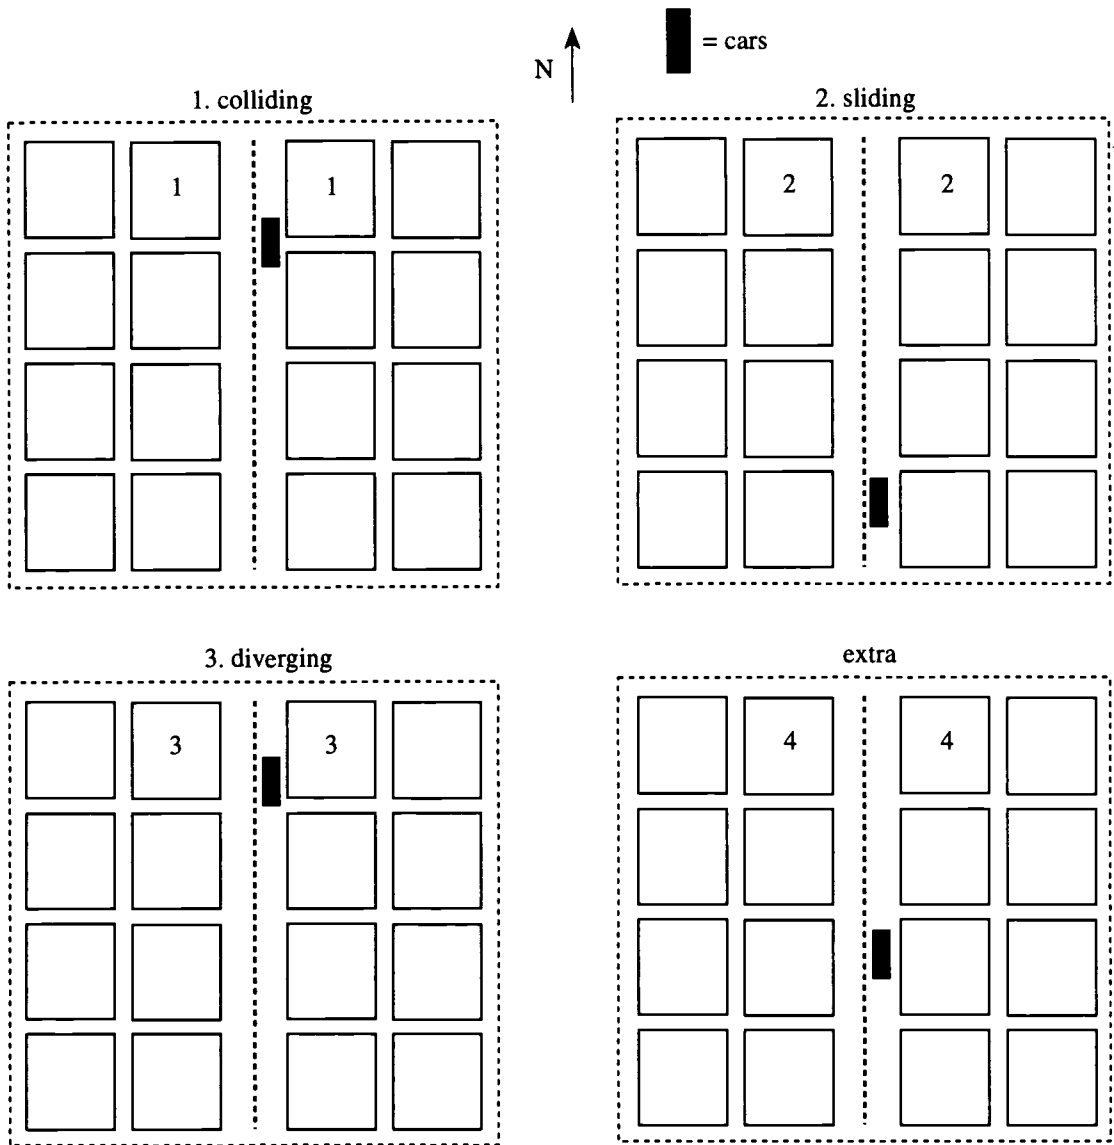 N
= cars
1. colliding
2. sliding
1 1
2 2
3. diverging
extra
3 3
4 4